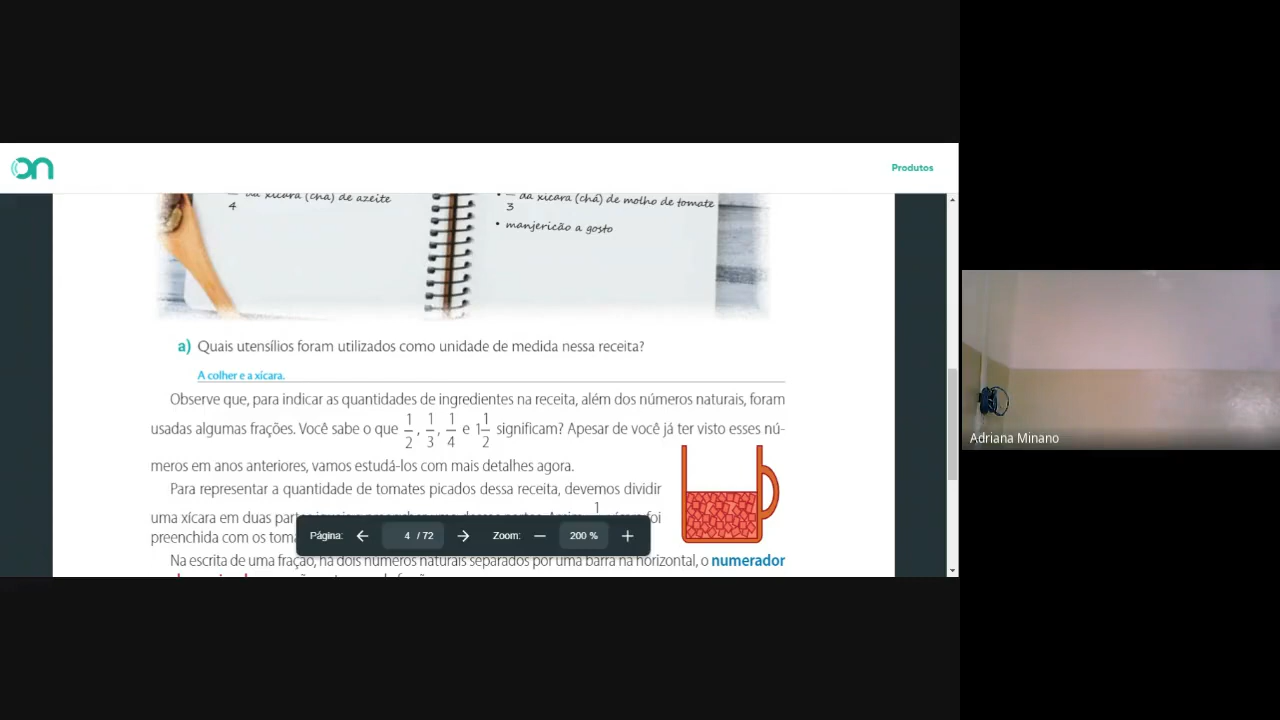 on
Produtos
4
da xícara (chá) de azeite
• — da xícara (chá) de molho de tomate
3
• manjericão a gosto
a) Quais utensílios foram utilizados como unidade de medida nessa receita?
A colher e a xícara.
Observe que, para indicar as quantidades de ingredientes na receita, além dos números naturais, foram
usadas algumas frações. Você sabe o que 1/2, 1/3, 1/4 e 1 1/2 significam? Apesar de você já ter visto esses nú-
meros em anos anteriores, vamos estudá-los com mais detalhes agora.
Para representar a quantidade de tomates picados dessa receita, devemos dividir
uma xícara em duas partes
1
foi
preenchida com os
Página: 4 / 72 Zoom: 200 %
Na escrita de uma fração, há dois números naturais separados por uma barra na horizontal, o numerador
Adriana Minano